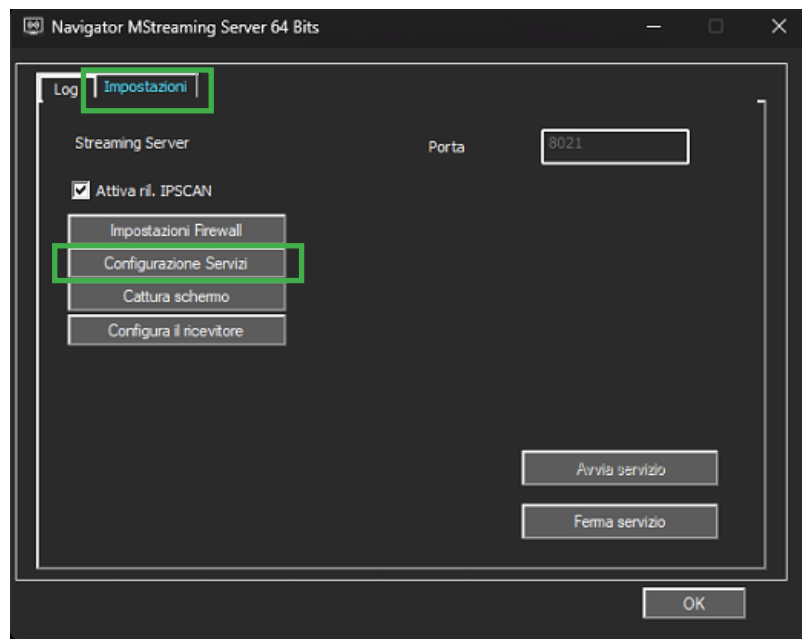 Navigator MStreaming Server 64 Bits
Log
Impostazioni
Streaming Server
Porta
8021
Attiva ril. IPSCAN
Impostazioni Firewall
Configurazione Servizi
Cattura schermo
Configura il ricevitore
Avvia servizio
Ferma servizio
OK